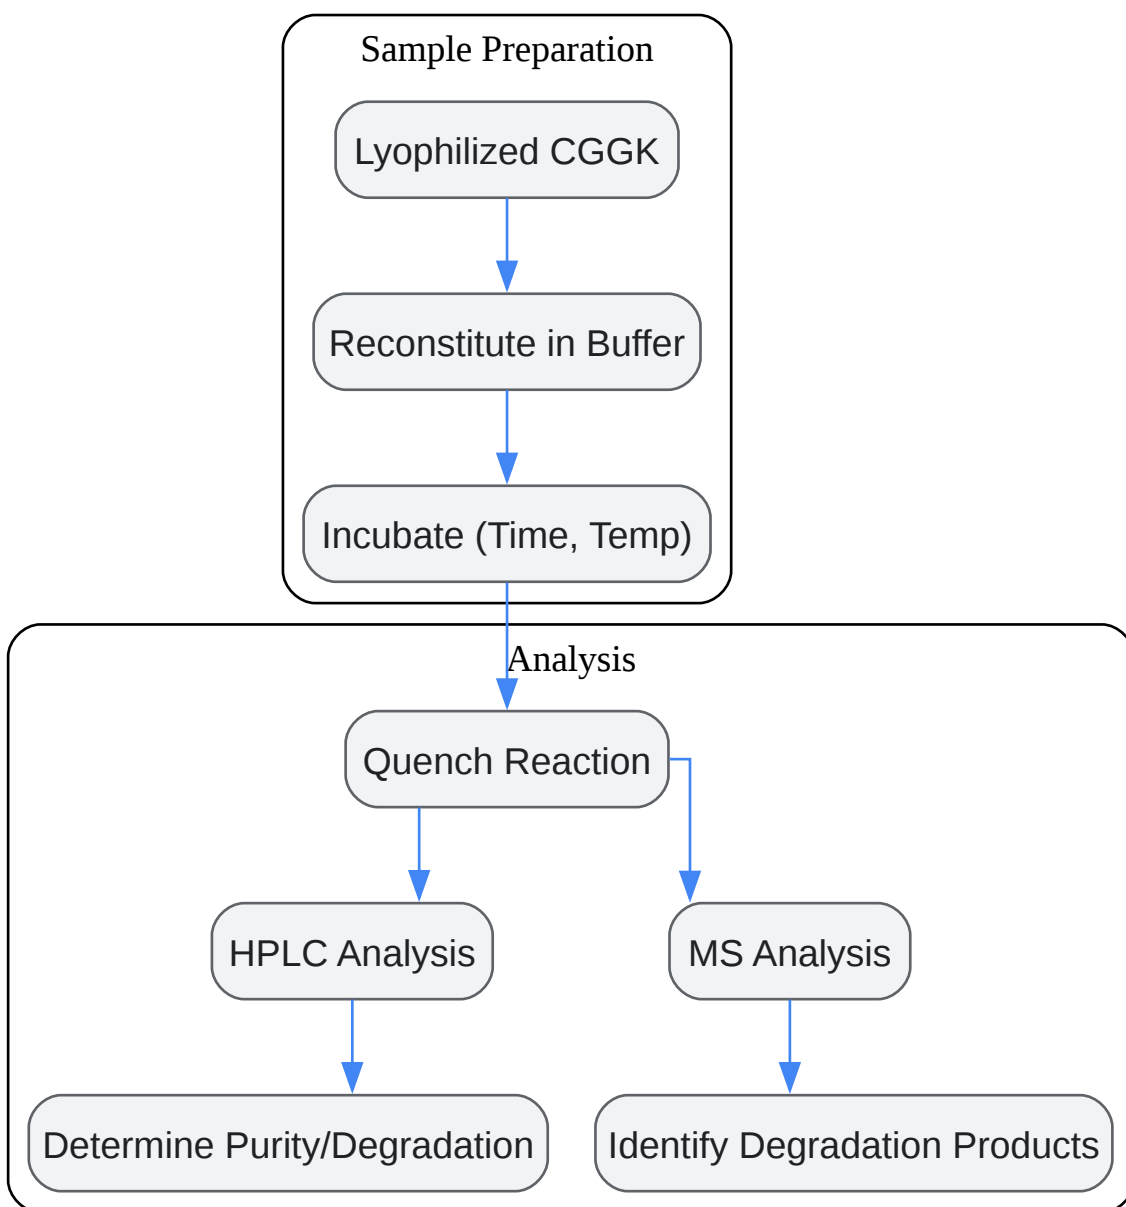 Sample Preparation
Lyophilized CGGK
Reconstitute in Buffer
Incubate (Time, Temp)
Analysis
Quench Reaction
HPLC Analysis
MS Analysis
Determine Purity/Degradation
Identify Degradation Products